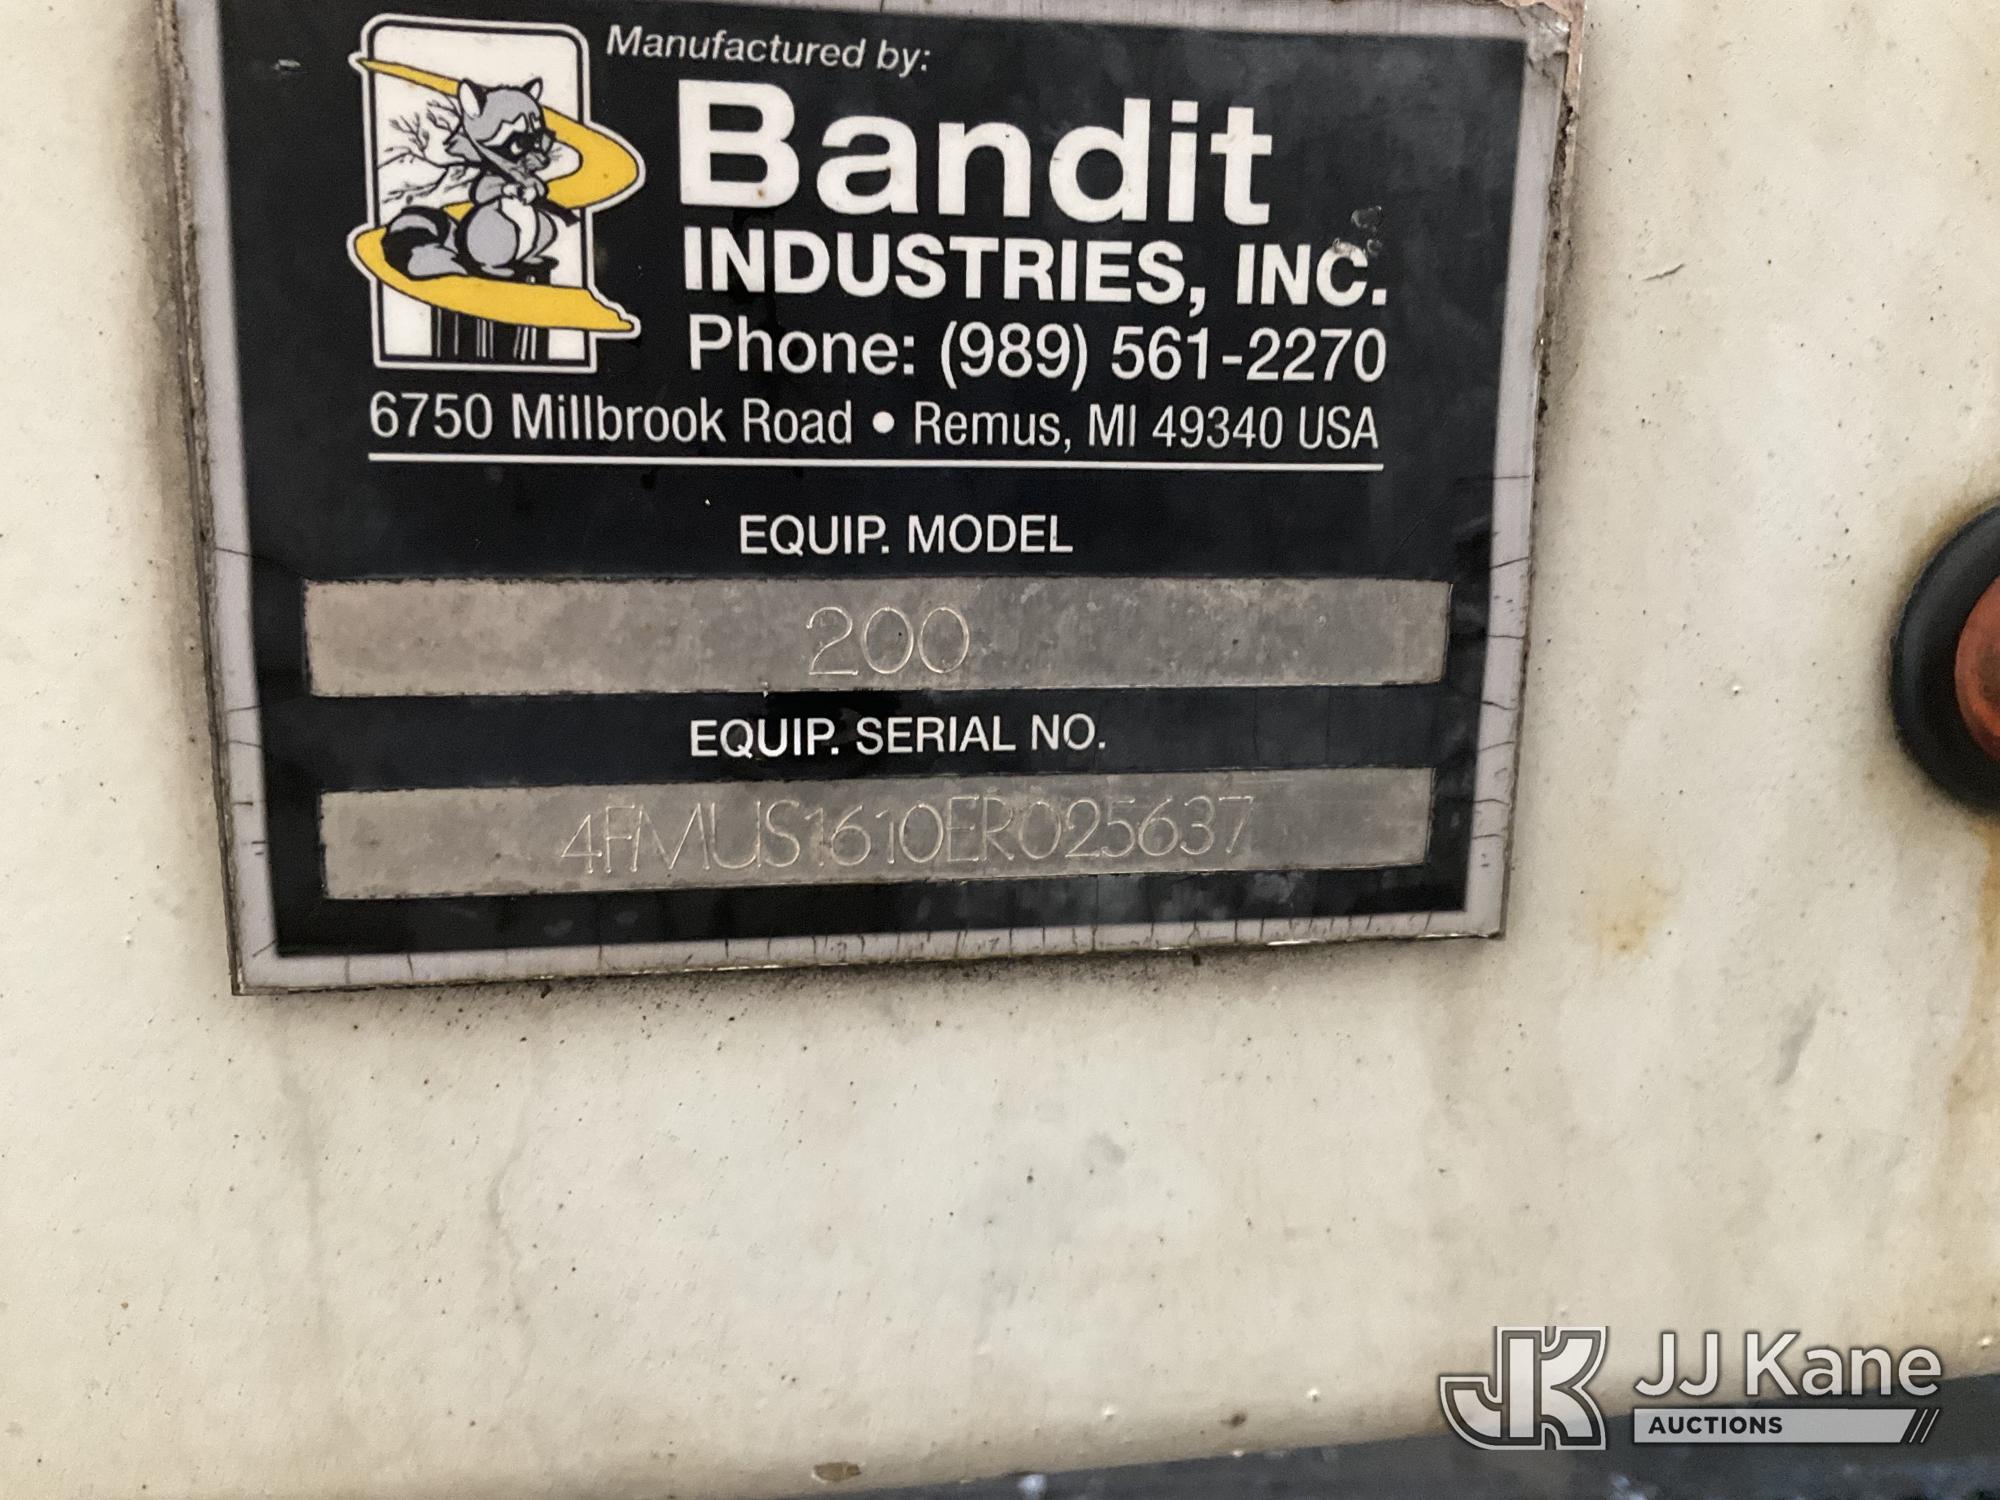 Manufactured by:
Bandit
INDUSTRIES, INC.
Phone: (989) 561-2270
6750 Millbrook Road • Remus, MI 49340 USA
EQUIP. MODEL
200
EQUIP. SERIAL NO.
4FMUS1610ER025637
JK JJ Kane
AUCTIONS